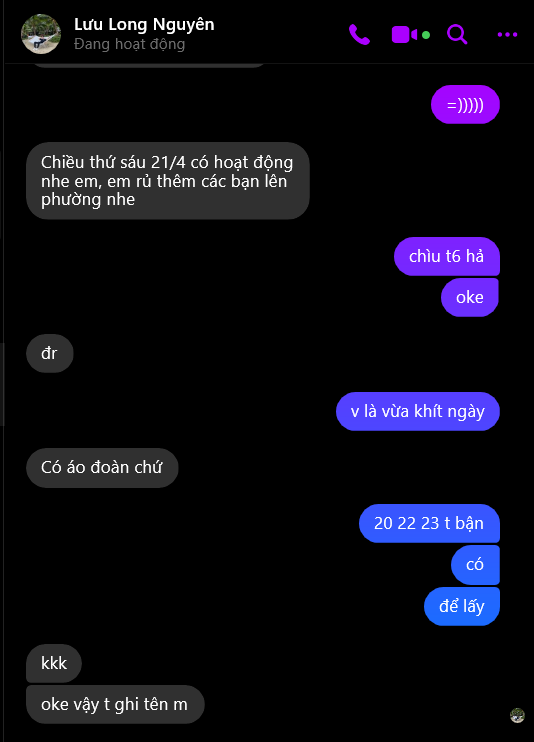 Lưu Long Nguyên
Đang hoạt động
=)))))
Chiều thứ sáu 21/4 có hoạt động
nhe em, em rủ thêm các bạn lên
phường nhe
chìu t6 hả
oke
đr
v là vừa khít ngày
Có áo đoàn chứ
20 22 23 t bận
có
để lấy
kkk
oke vậy t ghi tên m